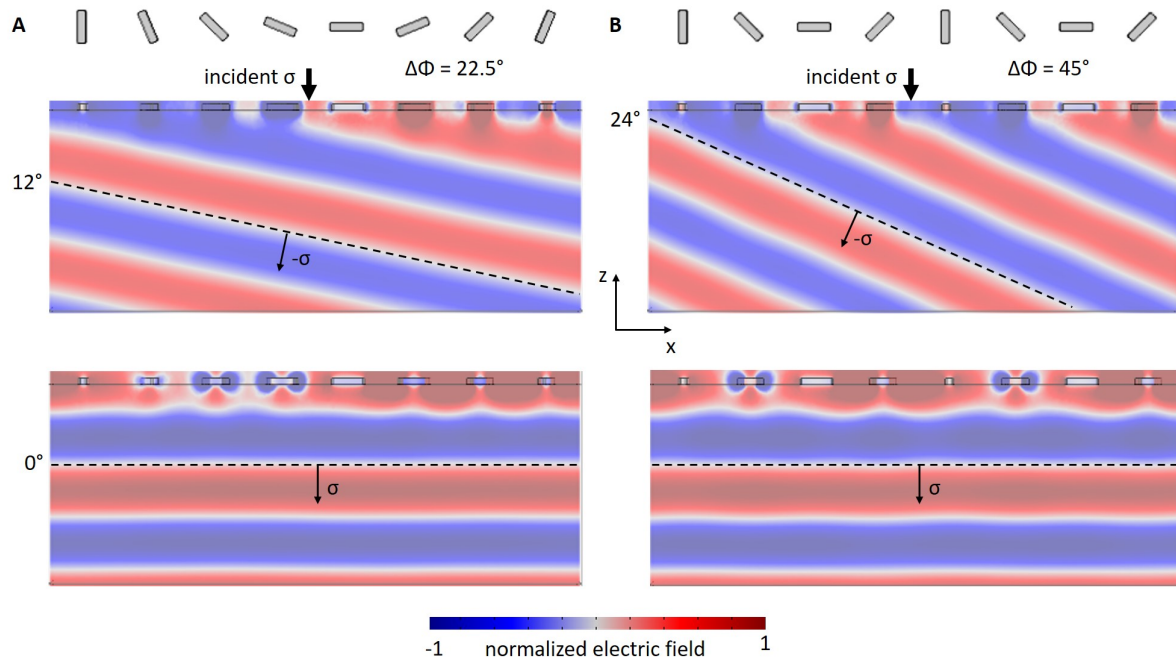 A
B
incident σ
ΔΦ = 22.5°
incident σ
ΔΦ = 45°
12°
24°
-σ
-σ
z
x
0°
σ
σ
-1
normalized electric field
1